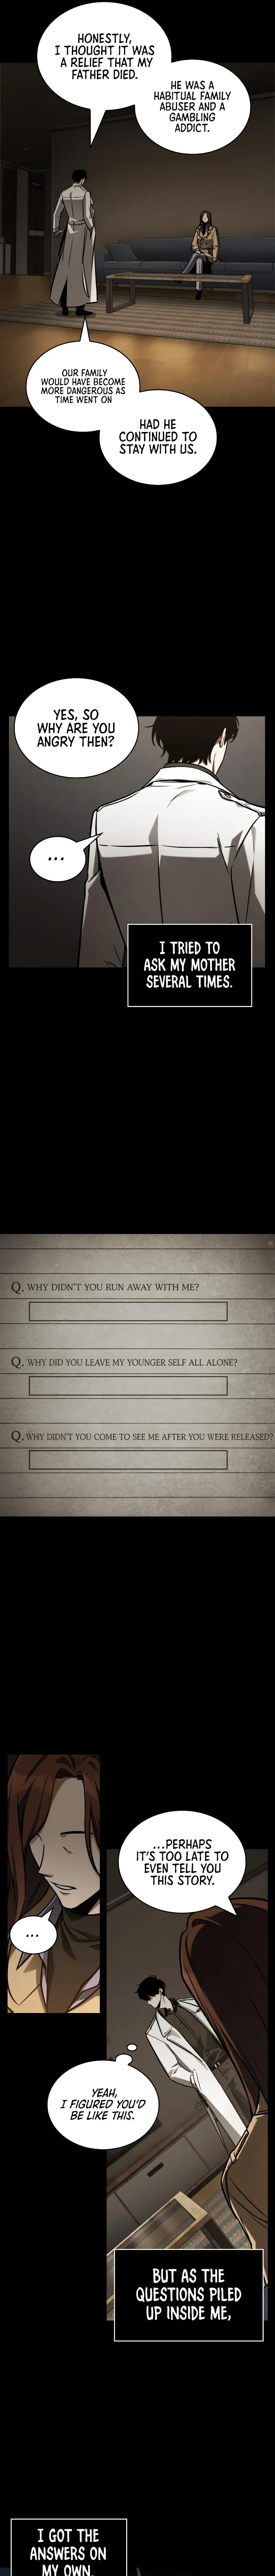 HONESTLY,
I THOUGHT IT WAS
A RELIEF THAT MY
FATHER DIED.
HE WAS A
HABITUAL FAMILY
ABUSER AND A
GAMBLING
ADDICT.
OUR FAMILY
WOULD HAVE BECOME
MORE DANGEROUS AS
TIME WENT ON
HAD HE
CONTINUED TO
STAY WITH US.
YES, SO
WHY ARE YOU
ANGRY THEN?
...
I TRIED TO
ASK MY MOTHER
SEVERAL TIMES.
Q. WHY DIDN'T YOU RUN AWAY WITH ME?
Q. WHY DID YOU LEAVE MY YOUNGER SELF ALL ALONE?
Q. WHY DIDN'T YOU COME TO SEE ME AFTER YOU WERE RELEASED?
...PERHAPS
IT'S TOO LATE TO
EVEN TELL YOU
THIS STORY.
...
YEAH,
I FIGURED YOU'D
BE LIKE THIS.
BUT AS THE
QUESTIONS PILED
UP INSIDE ME,
I GOT THE
ANSWERS ON
MY OWN.